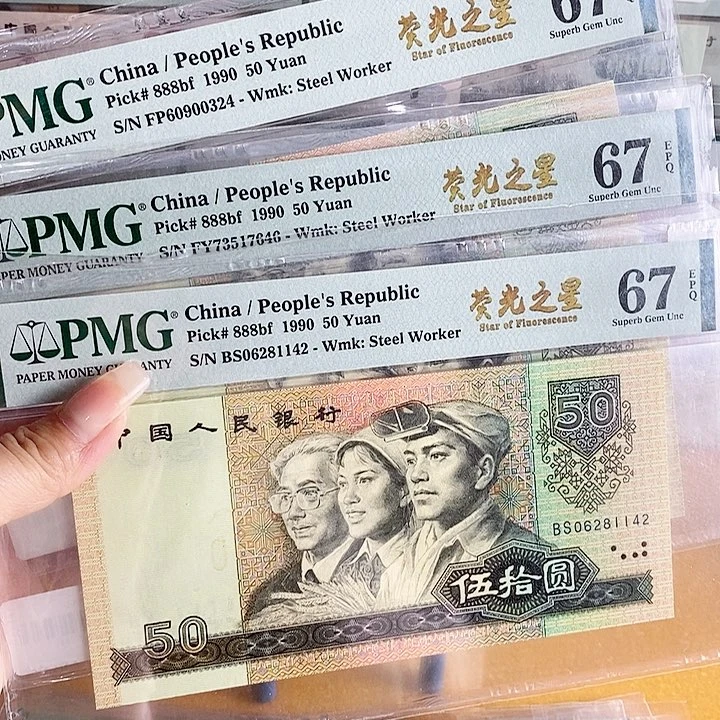 PMG®
MONEY GUARANTY
China / People's Republic
Pick# 888bf 1990 50 Yuan
S/N FP60900324 - Wmk: Steel Worker
荧光之星
Star of Fluorescence
67
Superb Gem Unc
PMG®
PAPER MONEY GUARANTY
China / People's Republic
Pick# 888bf 1990 50 Yuan
S/N FY73517646 - Wmk: Steel Worker
荧光之星
Star of Fluorescence
67
EPQ
Superb Gem Unc
PMG®
PAPER MONEY GUARANTY
China / People's Republic
Pick# 888bf 1990 50 Yuan
S/N BS06281142 - Wmk: Steel Worker
荧光之星
Star of Fluorescence
67
EPQ
Superb Gem Unc
中国人民银行
50
BS06281142
伍拾圆
50